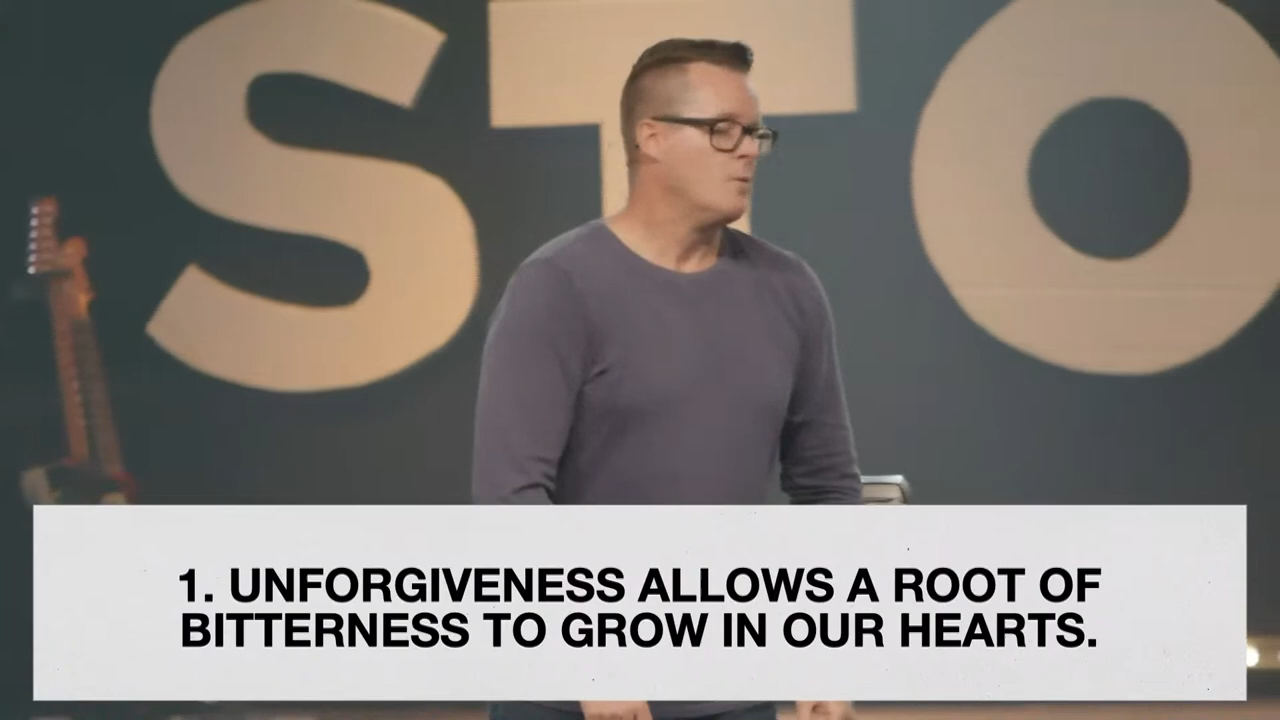 STO
1. UNFORGIVENESS ALLOWS A ROOT OF
BITTERNESS TO GROW IN OUR HEARTS.